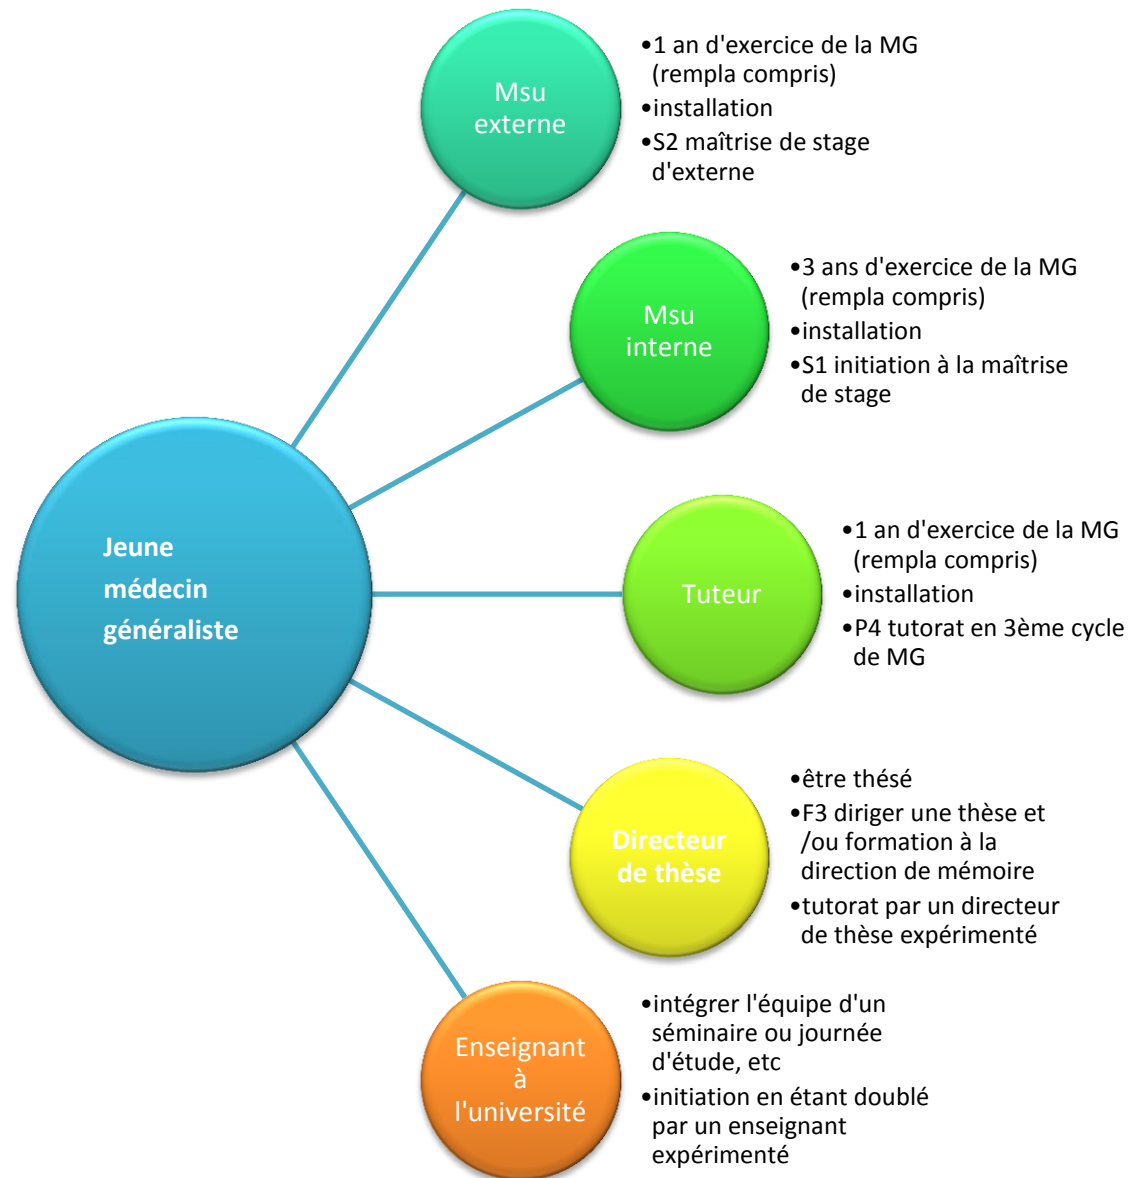 Msu
externe
•1 an d'exercice de la MG
(rempla compris)
•installation
•S2 maîtrise de stage
d'externe
Msu
interne
•3 ans d'exercice de la MG
(rempla compris)
•installation
•S1 initiation à la maîtrise
de stage
Jeune
médecin
généraliste
Tuteur
•1 an d'exercice de la MG
(rempla compris)
•installation
•P4 tutorat en 3ème cycle
de MG
Directeur
de thèse
•être thésé
•F3 diriger une thèse et
/ou formation à la
direction de mémoire
•tutorat par un directeur
de thèse expérimenté
Enseignant
à
l'université
•intégrer l'équipe d'un
séminaire ou journée
d'étude, etc
•initiation en étant doublé
par un enseignant
expérimenté